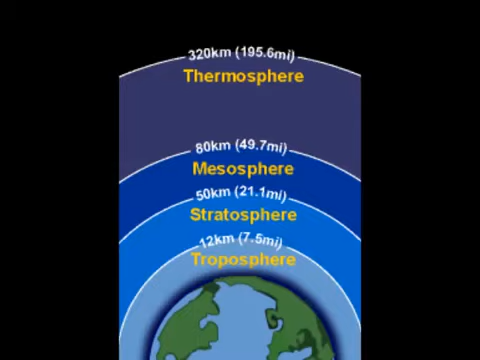 320km (195.6mi)
Thermosphere
80km (49.7mi)
Mesosphere
50km (21.1mi)
Stratosphere
12km (7.5mi)
Troposphere